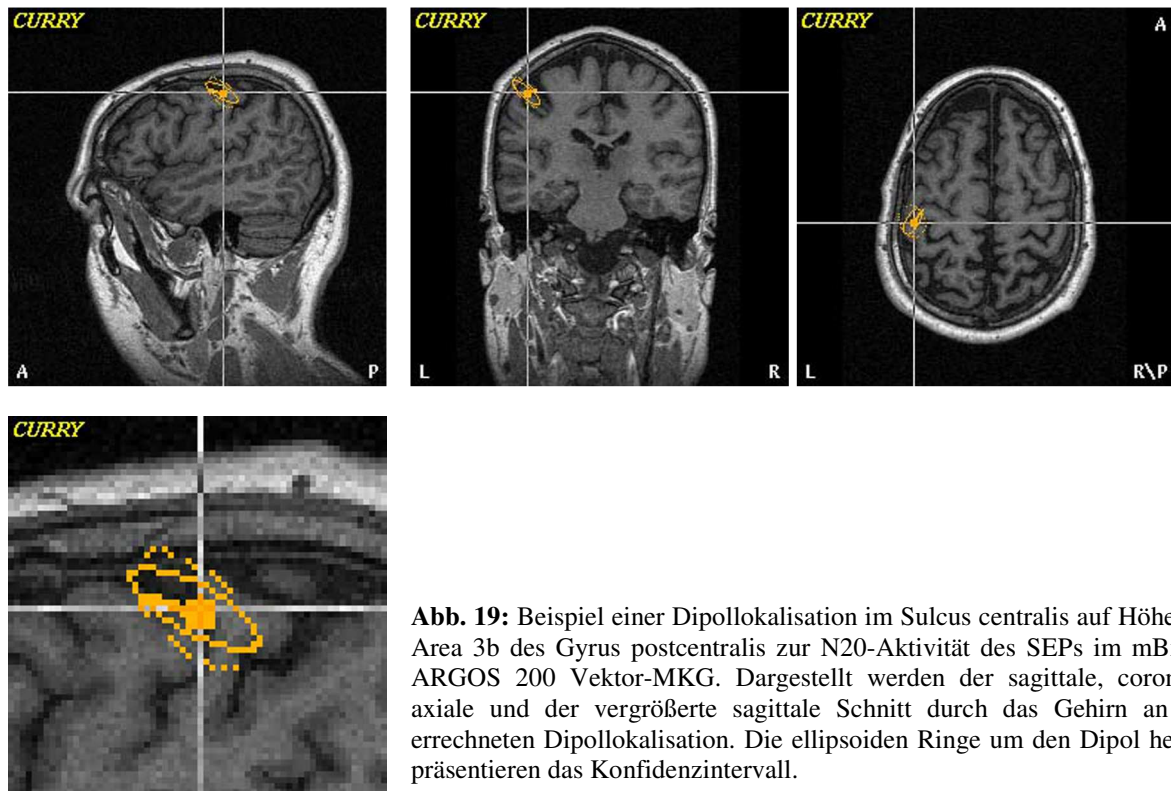 CURRY
A
P
CURRY
L
R
CURRY
A
L
R\P
CURRY
Abb. 19: Beispiel einer Dipollokalisation im Sulcus centralis auf Höhe
Area 3b des Gyrus postcentralis zur N20-Aktivität des SEPs im
ARGOS 200 Vektor-MKG. Dargestellt werden der sagittale,
axiale und der vergrößerte sagittale Schnitt durch das Gehirn an
errechneten Dipollokalisation. Die ellipsoiden Ringe um den Dipol
präsentieren das Konfidenzintervall.